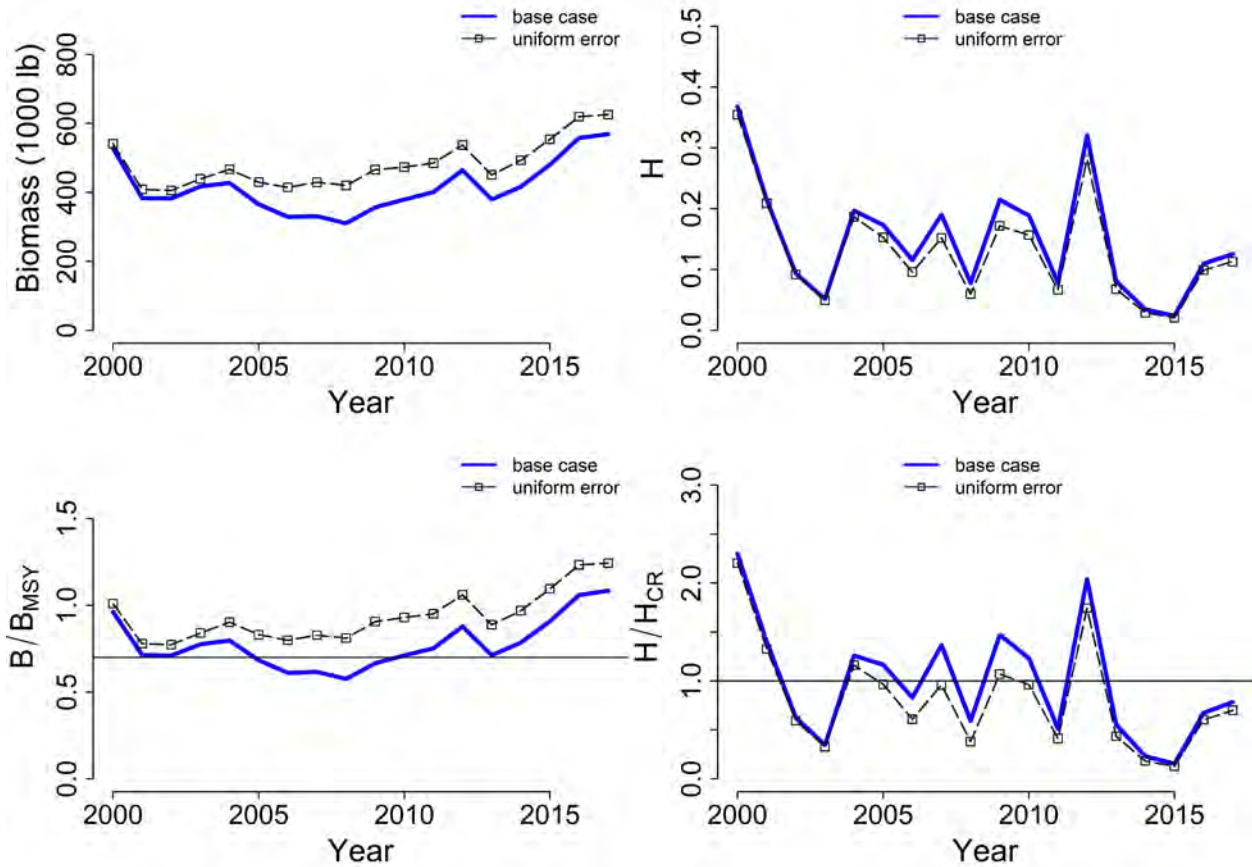 base case
uniform error
Biomass (1000 lb)
800
600
400
200
0
2000 2005 2010 2015
Year
base case
uniform error
H
0.5
0.4
0.3
0.2
0.1
0.0
2000 2005 2010 2015
Year
base case
uniform error
B/BMSY
1.5
1.0
0.5
0.0
2000 2005 2010 2015
Year
base case
uniform error
H/HCR
3.0
2.0
1.0
0.0
2000 2005 2010 2015
Year